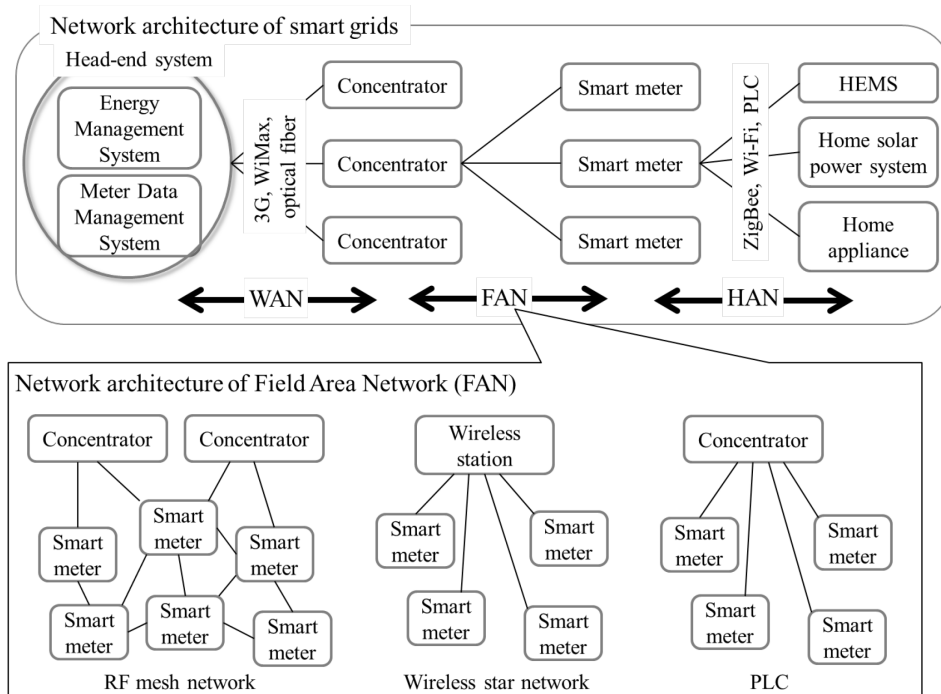 Network architecture of smart grids
Head-end system
Energy
Management
System
Meter Data
Management
System
3G, WiMax,
optical fiber
Concentrator
Concentrator
Concentrator
Smart meter
Smart meter
Smart meter
ZigBee, Wi-Fi, PLC
HEMS
Home solar
power system
Home
appliance
WAN
FAN
HAN
Network architecture of Field Area Network (FAN)
Concentrator
Concentrator
Smart
meter
Smart
meter
Smart
meter
Smart
meter
Smart
meter
Smart
meter
RF mesh network
Wireless
station
Smart
meter
Smart
meter
Smart
meter
Smart
meter
Wireless star network
Concentrator
Smart
meter
Smart
meter
Smart
meter
Smart
meter
PLC